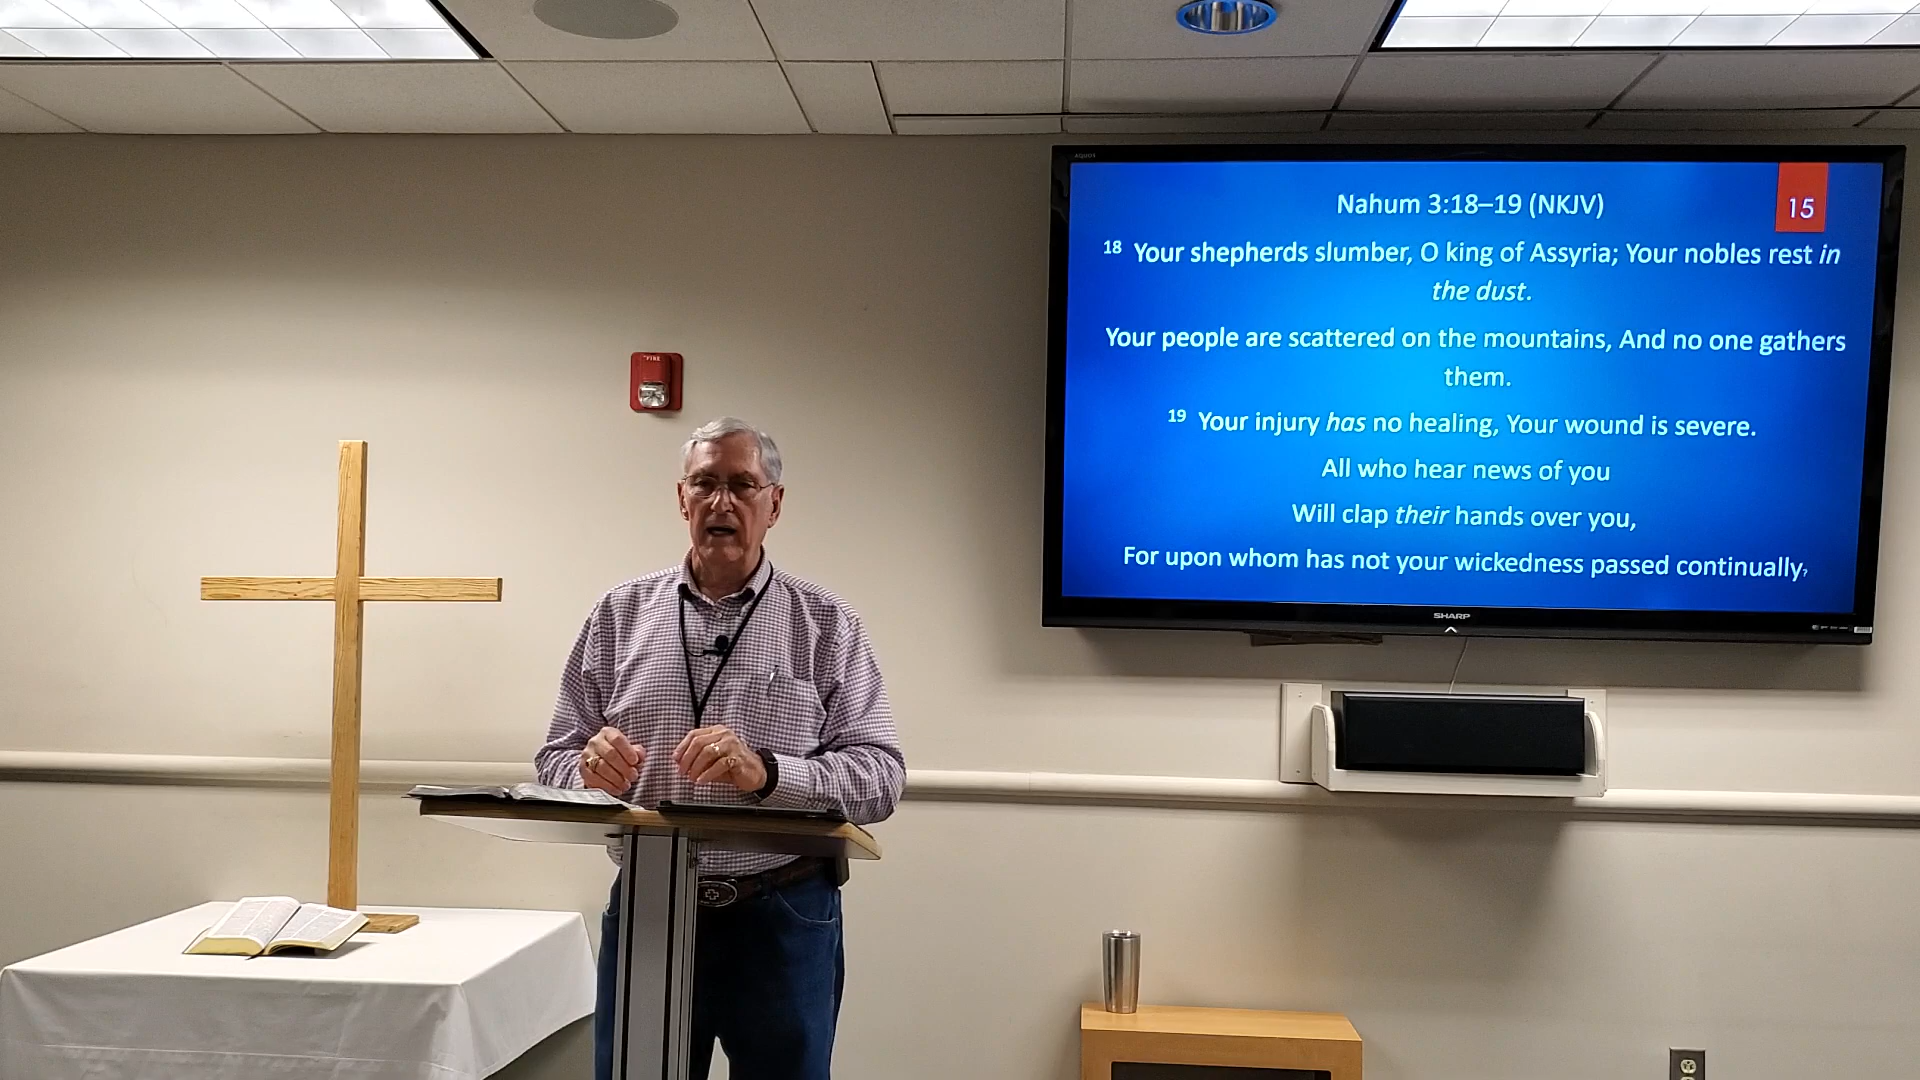 AQUOS
Nahum 3:18–19 (NKJV)
15
18 Your shepherds slumber, O king of Assyria; Your nobles rest in
the dust.
Your people are scattered on the mountains, And no one gathers
them.
19 Your injury has no healing, Your wound is severe.
All who hear news of you
Will clap their hands over you,
For upon whom has not your wickedness passed continually?
SHARP
FIRE